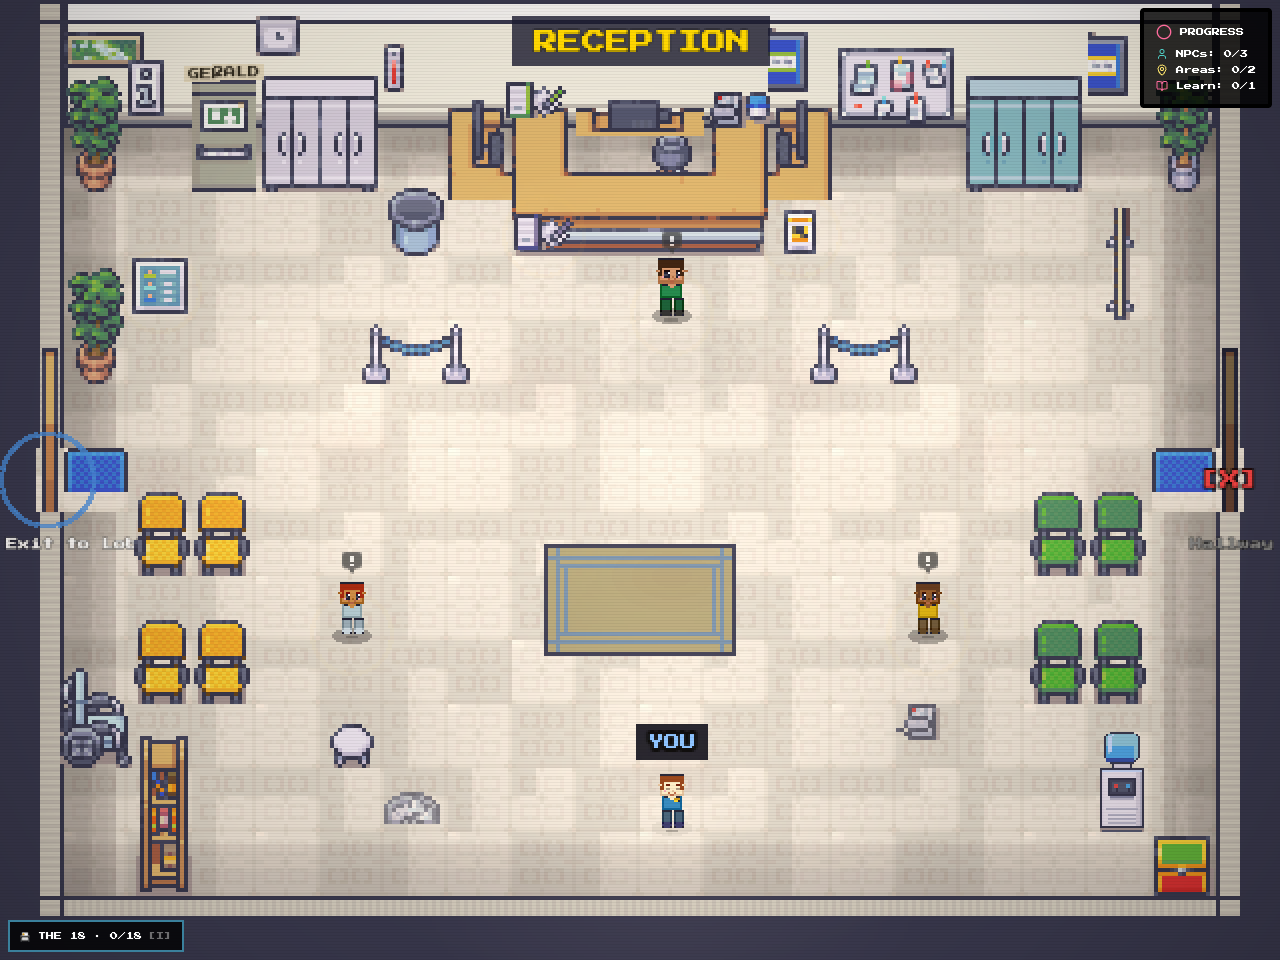 RECEPTION
PROGRESS
NPCs: 0/3
Areas: 0/2
Learn: 0/1
GERALD
!
[X]
Exit to Lob
Hallway
!
!
YOU
THE 18 · 0/18 [I]